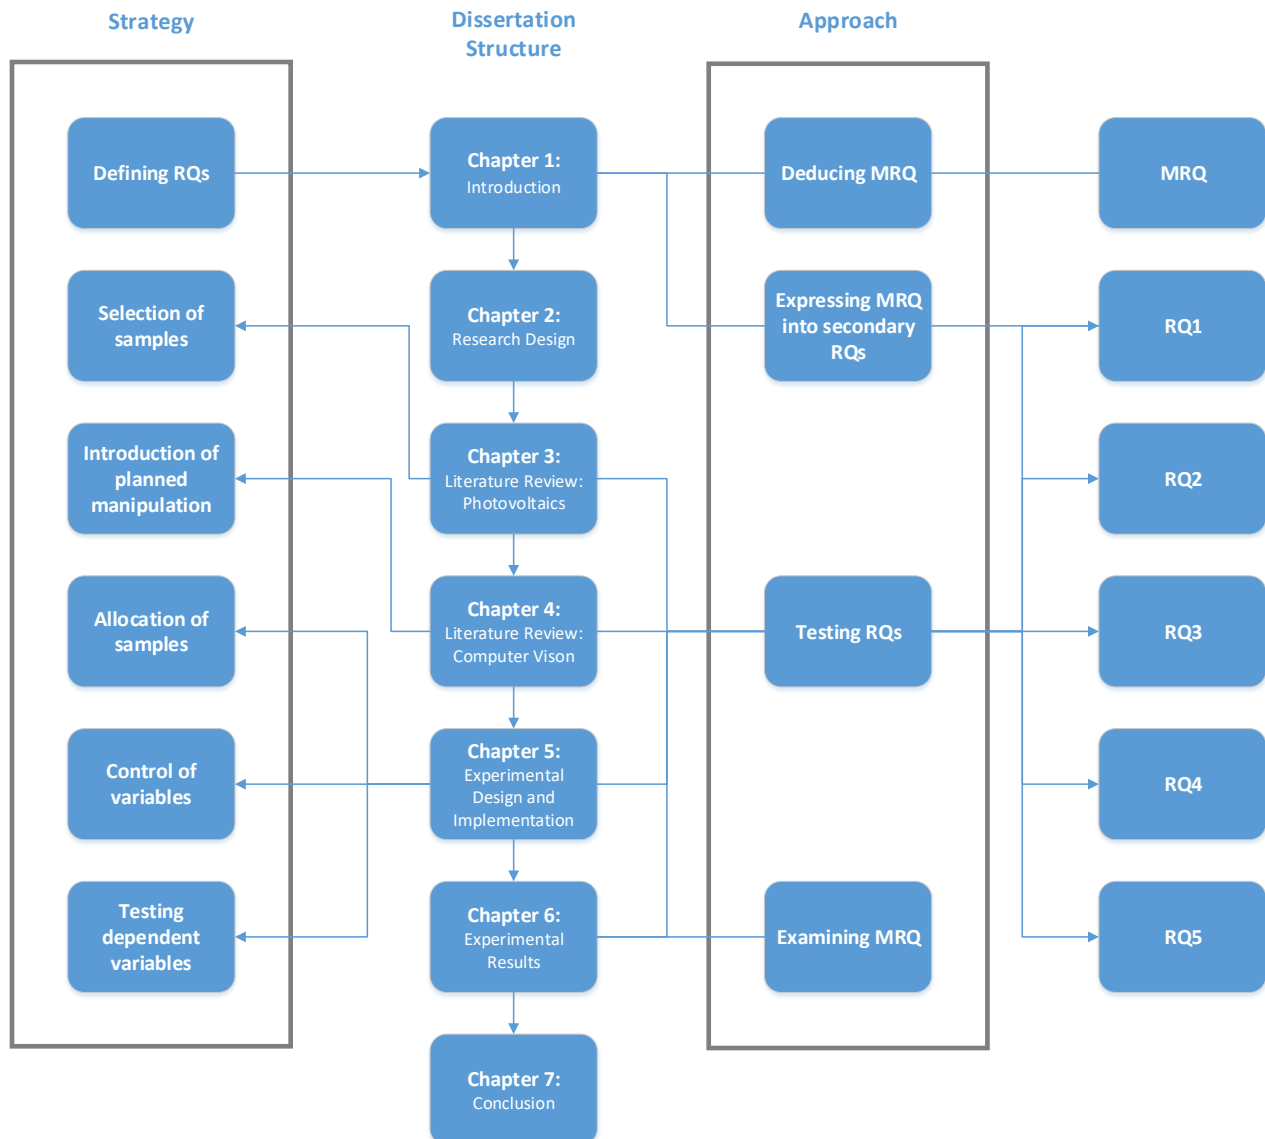 Strategy
Dissertation
Structure
Approach
Defining RQs
Chapter 1:
Introduction
Deducing MRQ
MRQ
Selection of
samples
Chapter 2:
Research Design
Expressing MRQ
into secondary
RQs
RQ1
Introduction of
planned
manipulation
Chapter 3:
Literature Review:
Photovoltaics
RQ2
Allocation of
samples
Chapter 4:
Literature Review:
Computer Vison
Testing RQs
RQ3
Control of
variables
Chapter 5:
Experimental
Design and
Implementation
RQ4
Testing
dependent
variables
Chapter 6:
Experimental
Results
Examining MRQ
RQ5
Chapter 7:
Conclusion